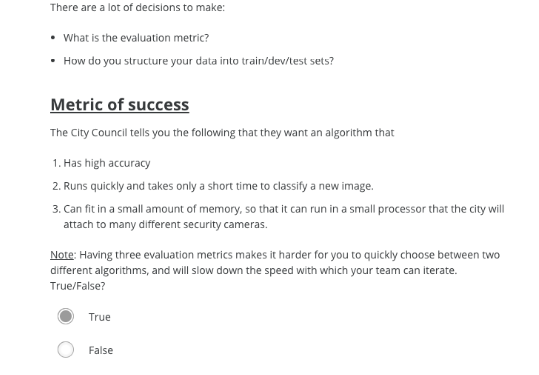 There are a lot of decisions to make:
• What is the evaluation metric?
• How do you structure your data into train/dev/test sets?
Metric of success
The City Council tells you the following that they want an algorithm that
1. Has high accuracy
2. Runs quickly and takes only a short time to classify a new image.
3. Can fit in a small amount of memory, so that it can run in a small processor that the city will
attach to many different security cameras.
Note: Having three evaluation metrics makes it harder for you to quickly choose between two
different algorithms, and will slow down the speed with which your team can iterate.
True/False?
True
False